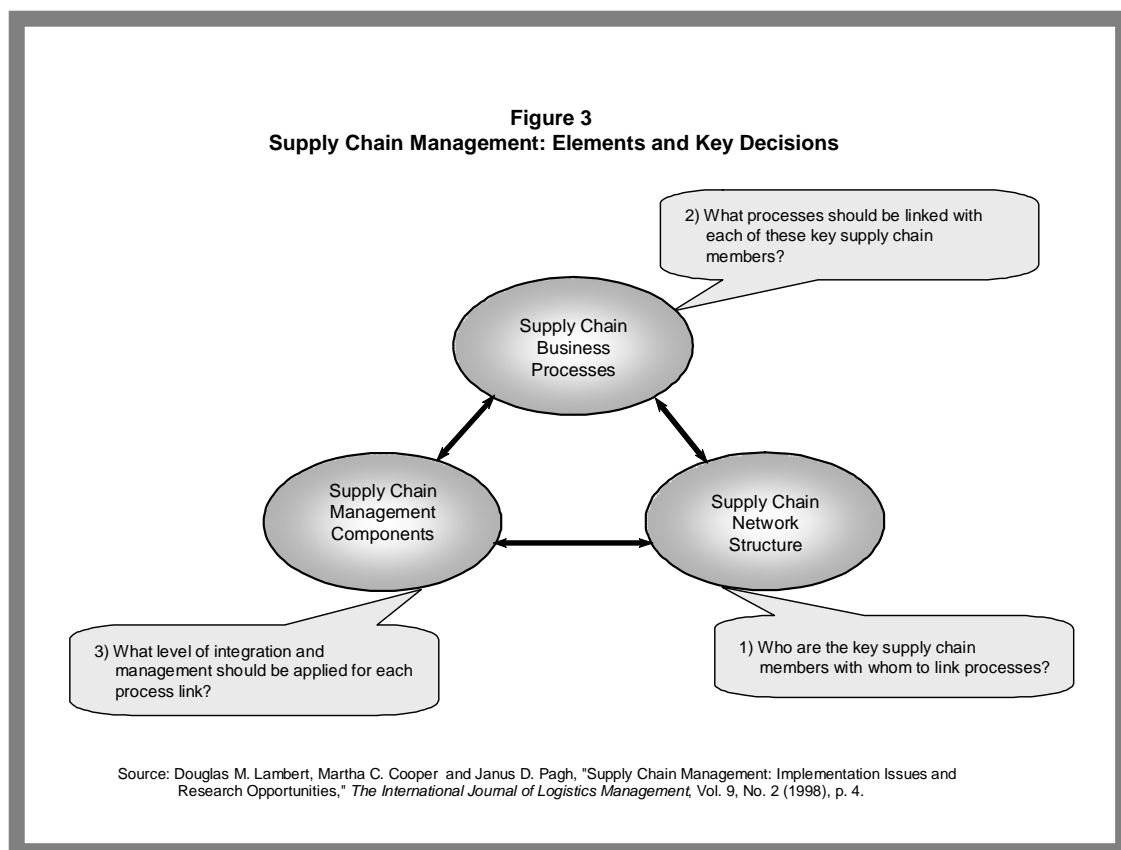 Figure 3
Supply Chain Management: Elements and Key Decisions
2) What processes should be linked with
each of these key supply chain
members?
Supply Chain
Business
Processes
Supply Chain
Management
Components
Supply Chain
Network
Structure
3) What level of integration and
management should be applied for each
process link?
1) Who are the key supply chain
members with whom to link processes?
Source: Douglas M. Lambert, Martha C. Cooper and Janus D. Pagh, "Supply Chain Management: Implementation Issues and
Research Opportunities," The International Journal of Logistics Management, Vol. 9, No. 2 (1998), p. 4.